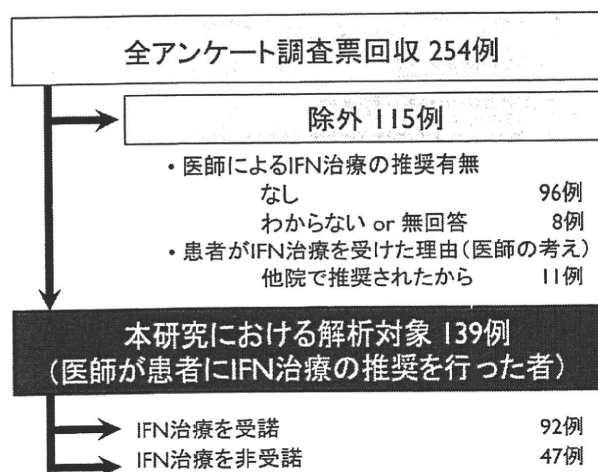 全アンケート調査票回収 254例
除外 115例
・医師によるIFN治療の推奨有無
なし 96例
わからない or 無回答 8例
・患者がIFN治療を受けた理由（医師の考え）
他院で推奨されたから 11例
本研究における解析対象 139例
（医師が患者にIFN治療の推奨を行った者）
IFN治療を受諾 92例
IFN治療を非受諾 47例